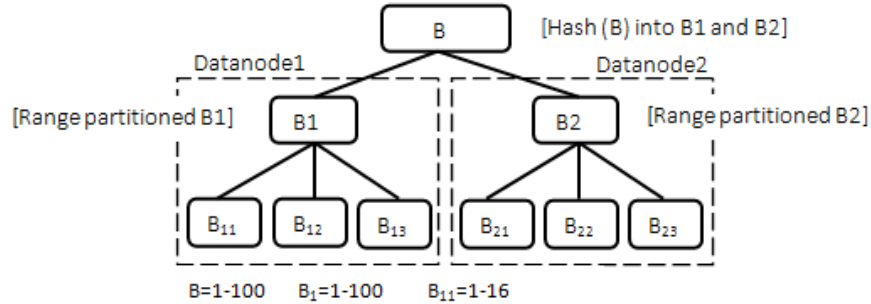 B [Hash (B) into B1 and B2]
Datanode1 Datanode2
[Range partitioned B1] B1 B2 [Range partitioned B2]
B₁₁ B₁₂ B₁₃ B₂₁ B₂₂ B₂₃
B=1-100 B₁=1-100 B₁₁=1-16